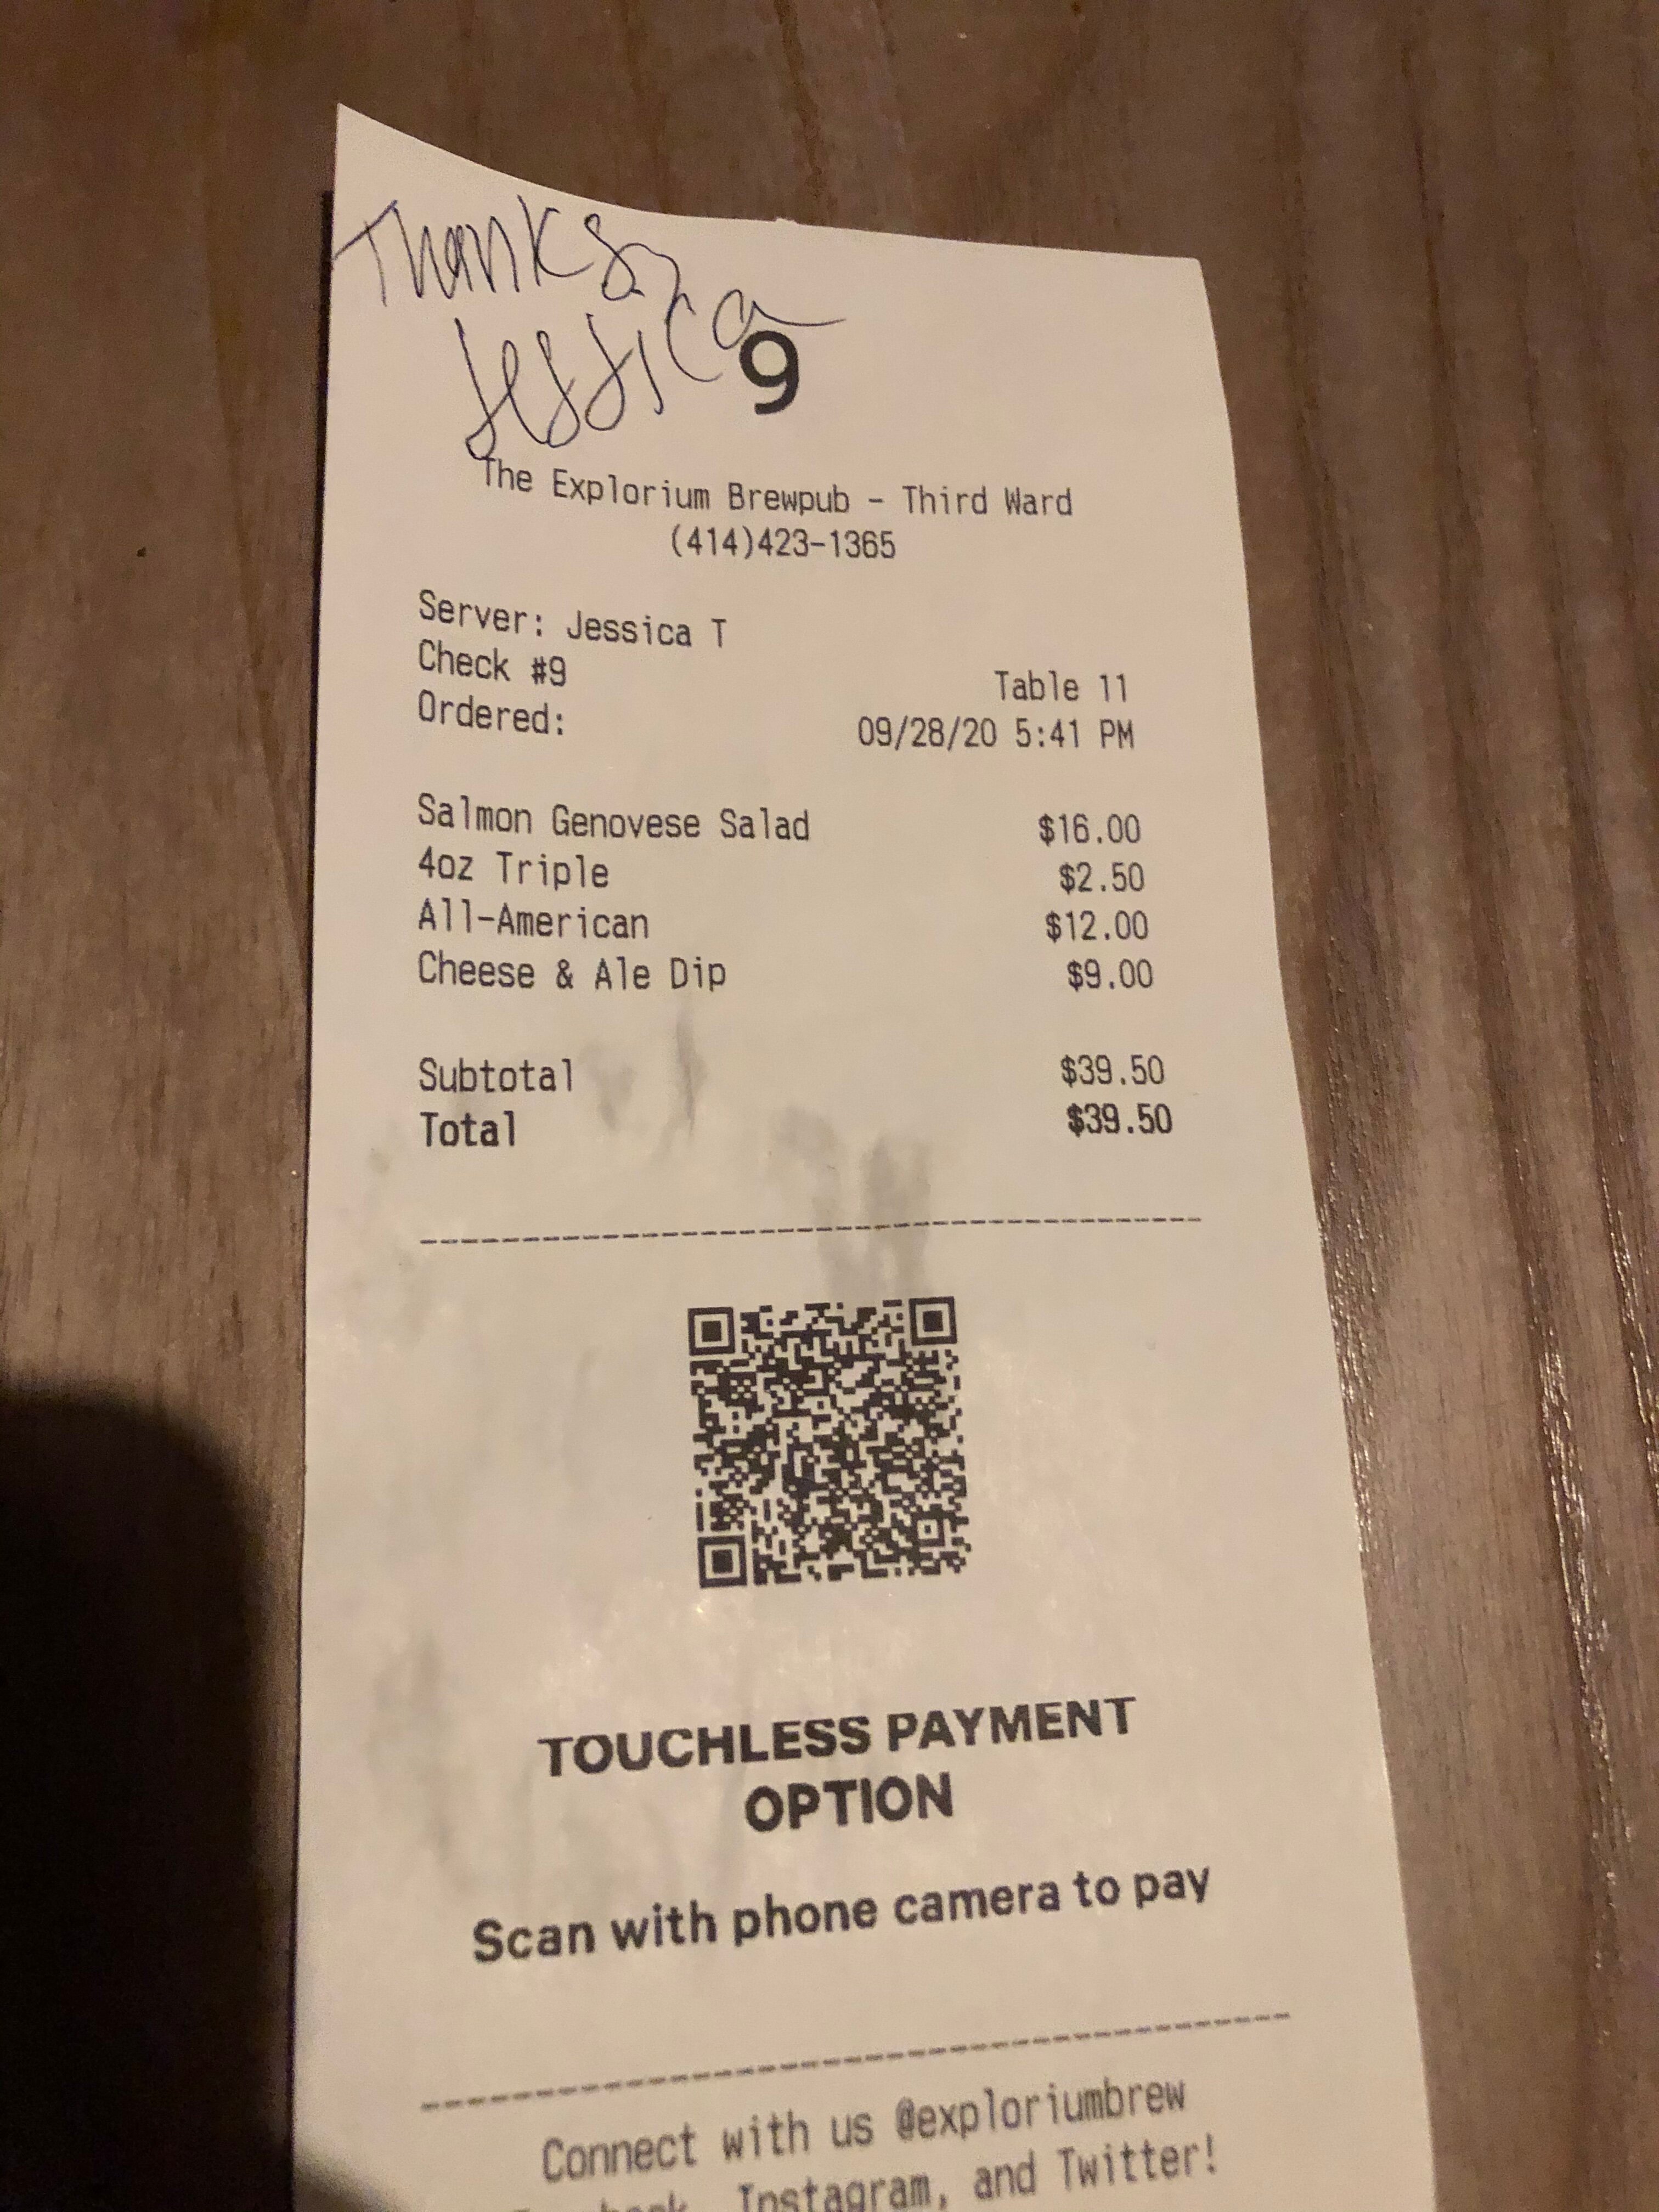 Thanks,
Jessica
9
The Explorium Brewpub - Third Ward
(414)423-1365
Server: Jessica T
Check #9
Table 11
Ordered:
09/28/20 5:41 PM
Salmon Genovese Salad $16.00
4oz Triple $2.50
All-American $12.00
Cheese & Ale Dip $9.00
Subtotal $39.50
Total $39.50
TOUCHLESS PAYMENT
OPTION
Scan with phone camera to pay
Connect with us @exploriumbrew
Instagram, and Twitter!